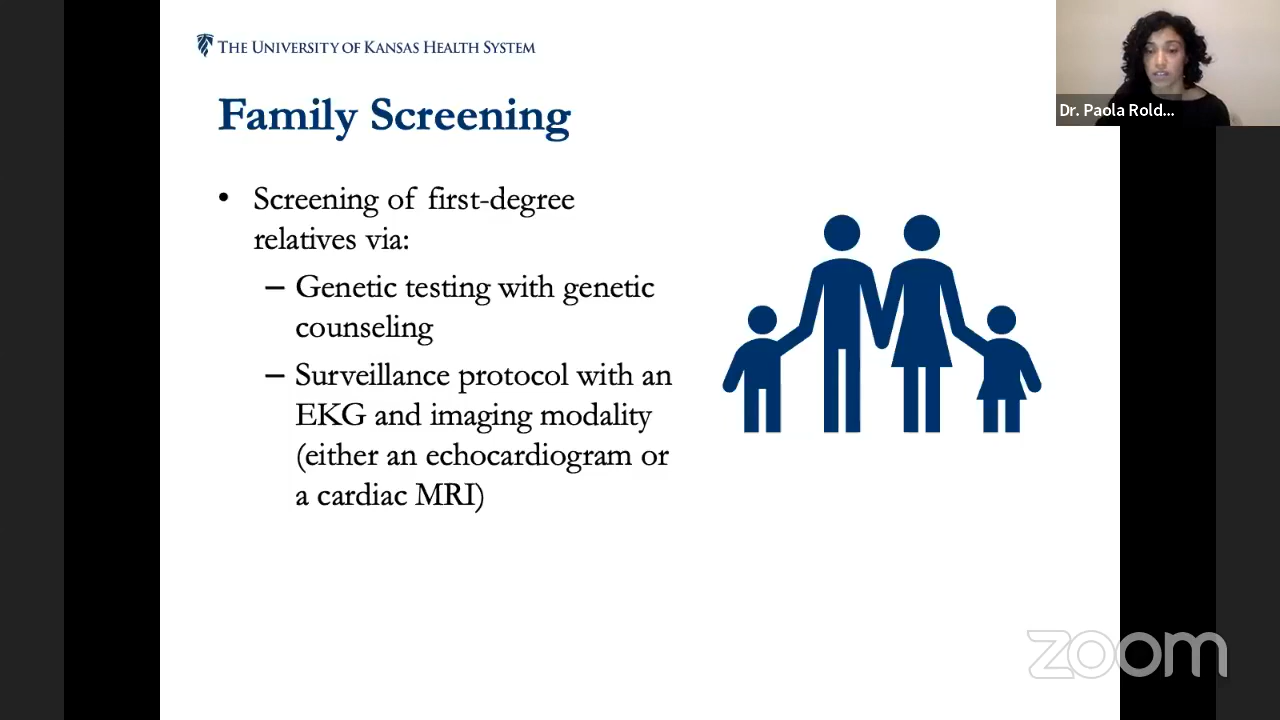 THE UNIVERSITY OF KANSAS HEALTH SYSTEM
Dr. Paola Rold...
Family Screening
• Screening of first-degree
relatives via:
– Genetic testing with genetic
counseling
– Surveillance protocol with an
EKG and imaging modality
(either an echocardiogram or
a cardiac MRI)
zoom